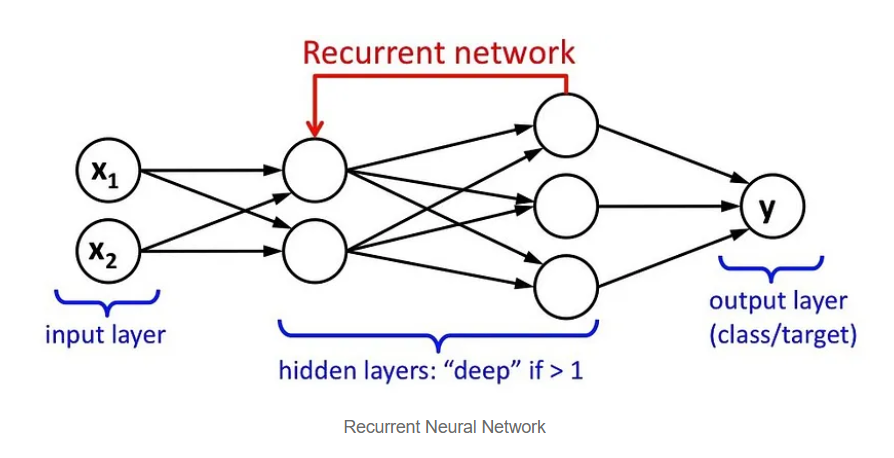 Recurrent network
x₁
x₂
y
input layer
hidden layers: “deep” if > 1
output layer
(class/target)
Recurrent Neural Network